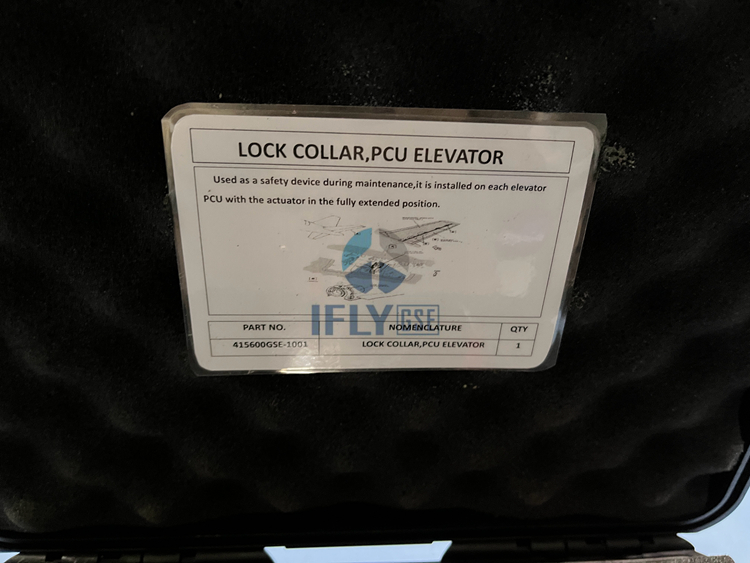 LOCK COLLAR,PCU ELEVATOR
Used as a safety device during maintenance,it is installed on each elevator
PCU with the actuator in the fully extended position.
IFLY GSE
PART NO. NOMENCLATURE QTY
415600GSE-1001 LOCK COLLAR,PCU ELEVATOR 1